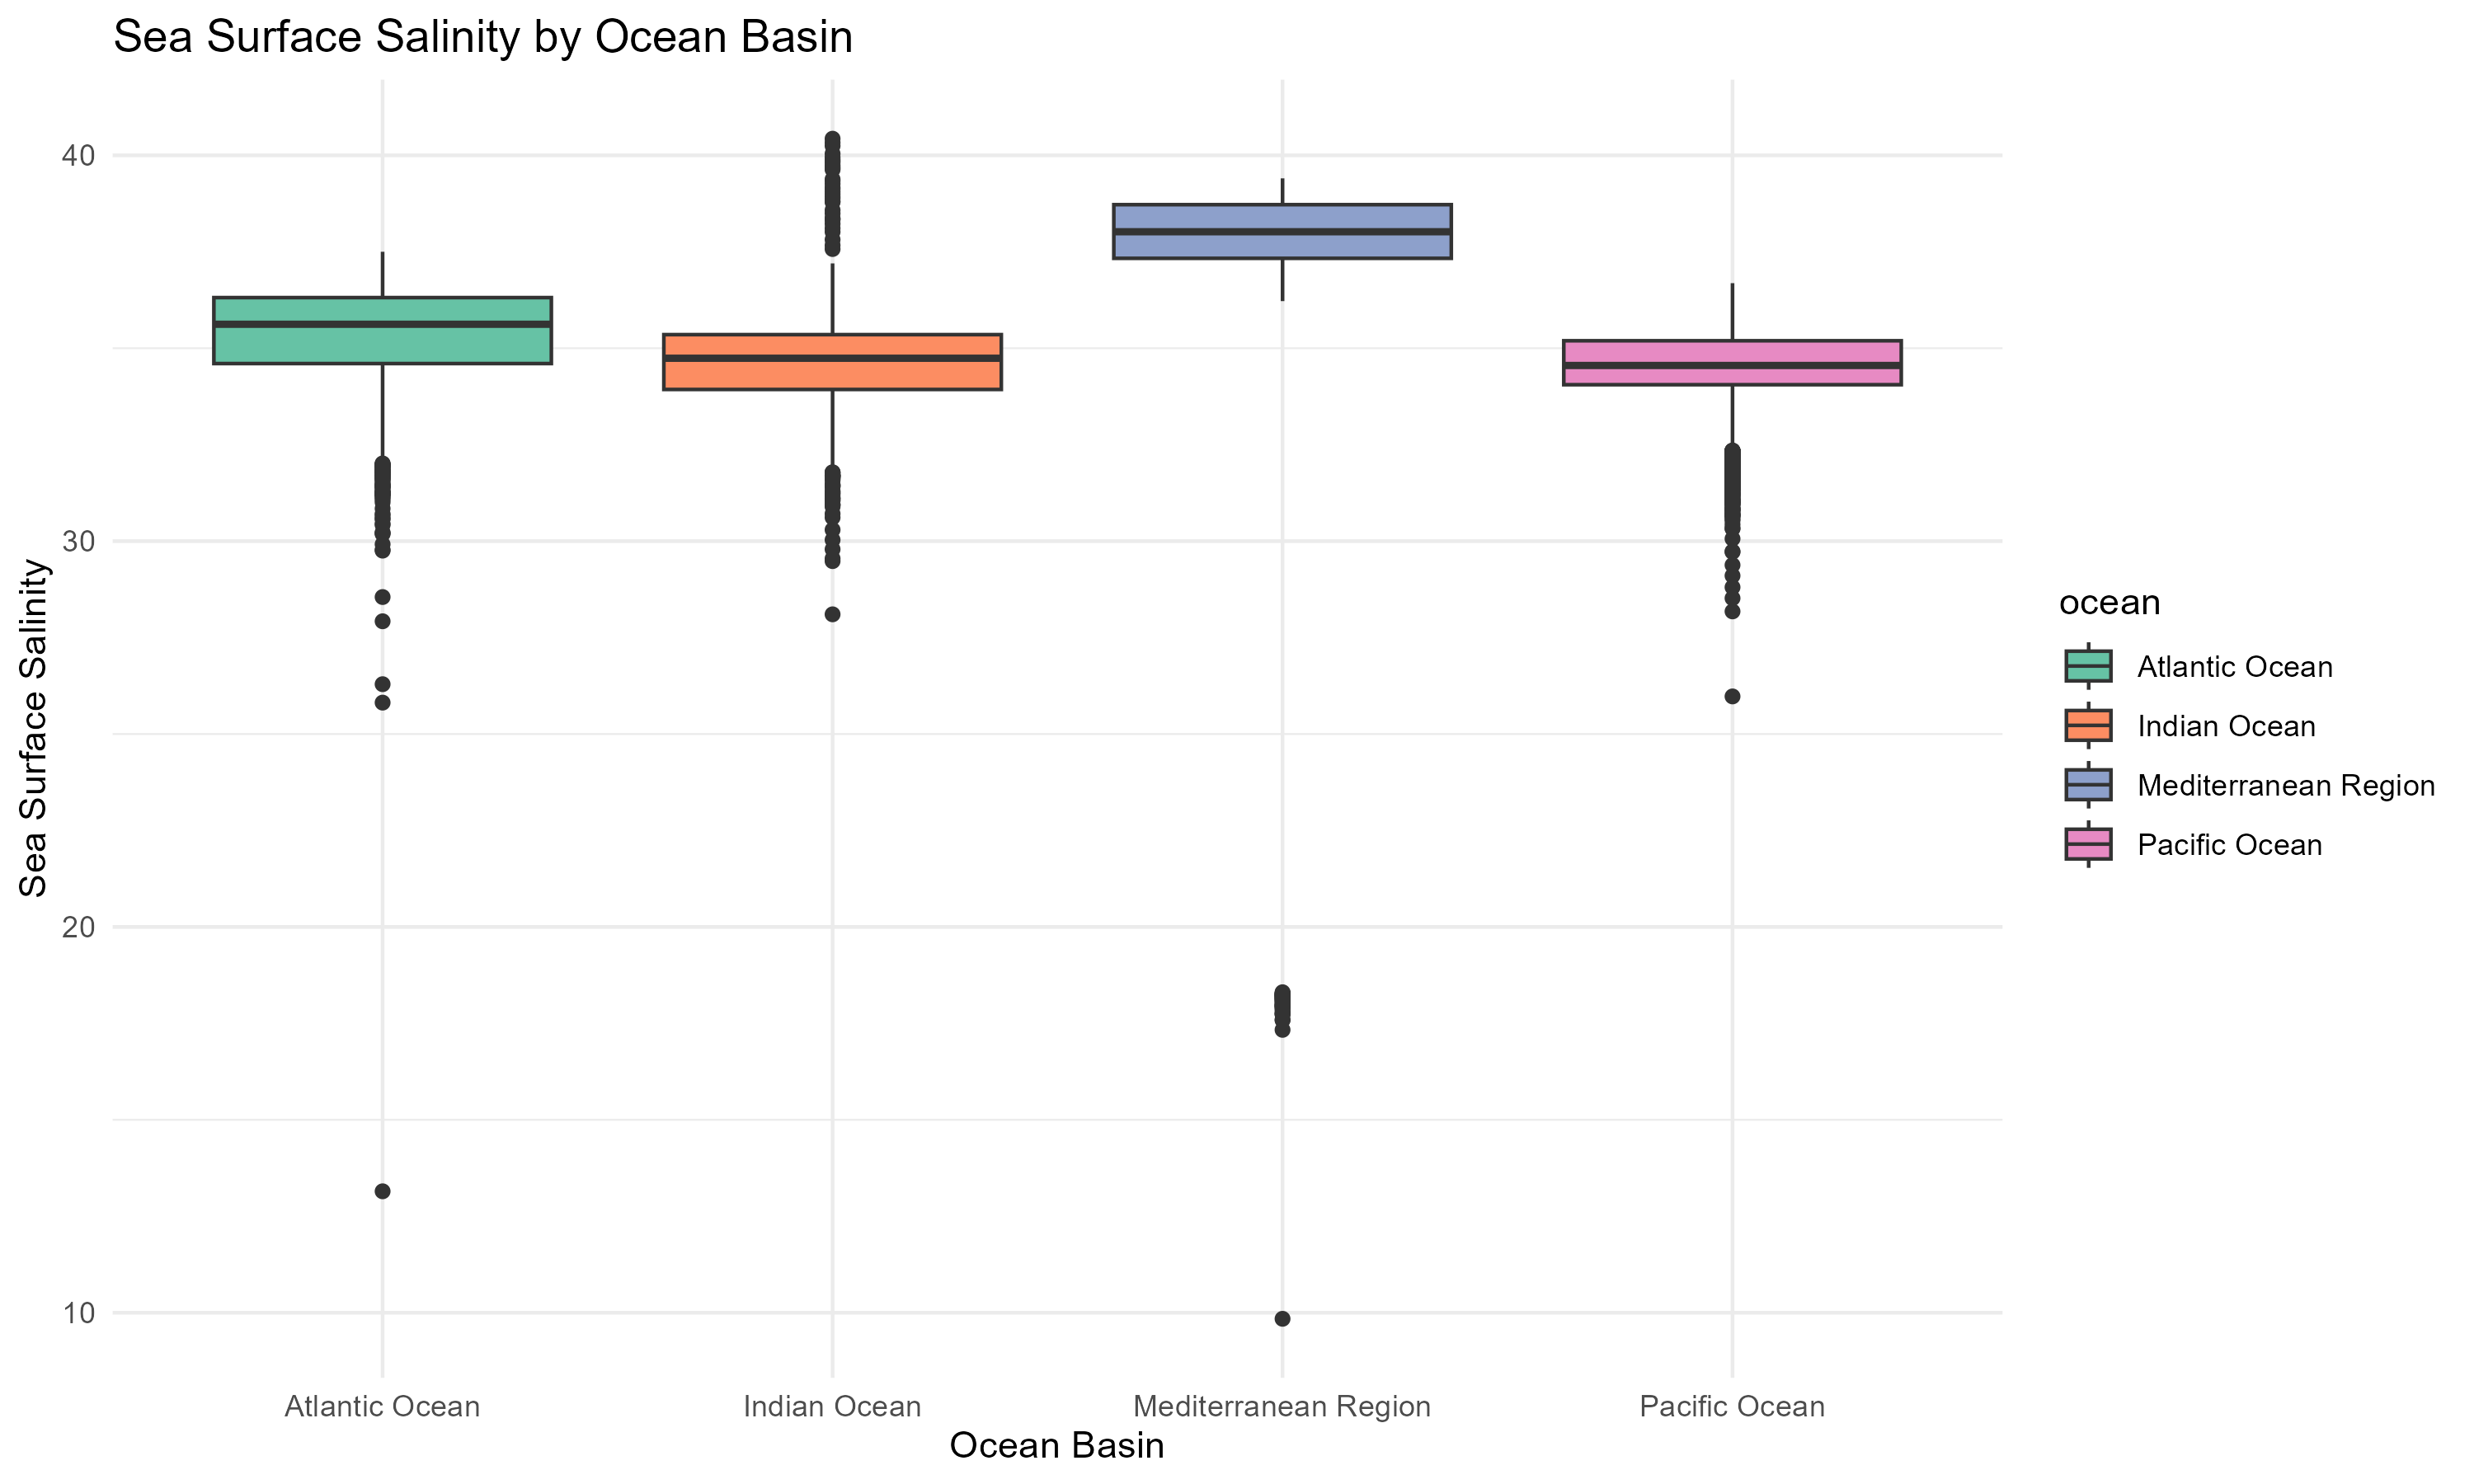 Sea Surface Salinity by Ocean Basin
40
30
20
10
Sea Surface Salinity
Atlantic Ocean
Indian Ocean
Mediterranean Region
Pacific Ocean
Ocean Basin
ocean
Atlantic Ocean
Indian Ocean
Mediterranean Region
Pacific Ocean